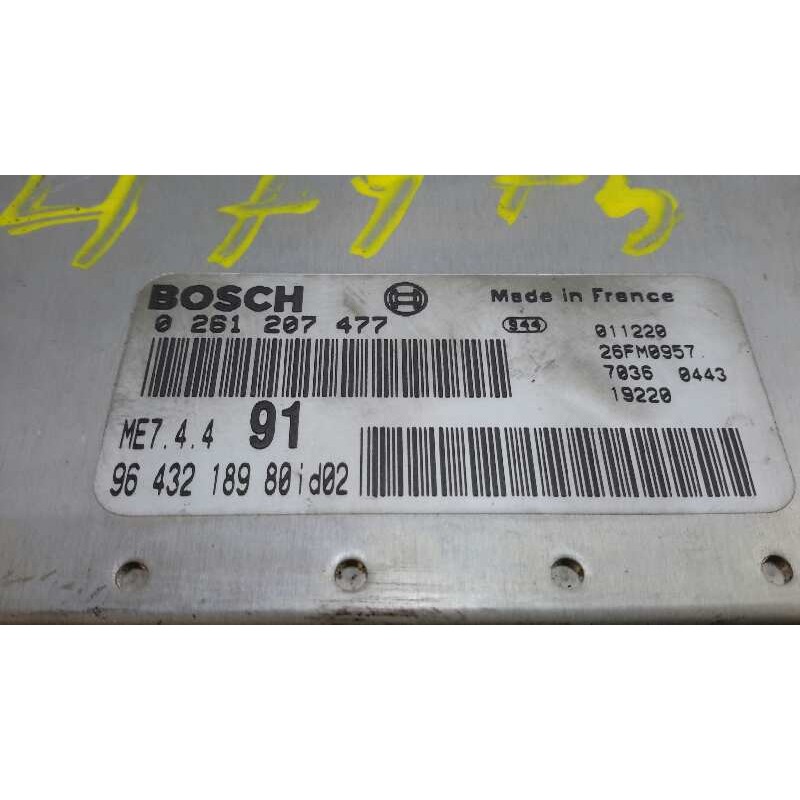 BOSCH
Made in France
0 261 207 477
944
011220
26FM0957
7036 0443
19220
ME7.4.4 91
96 432 189 80id02